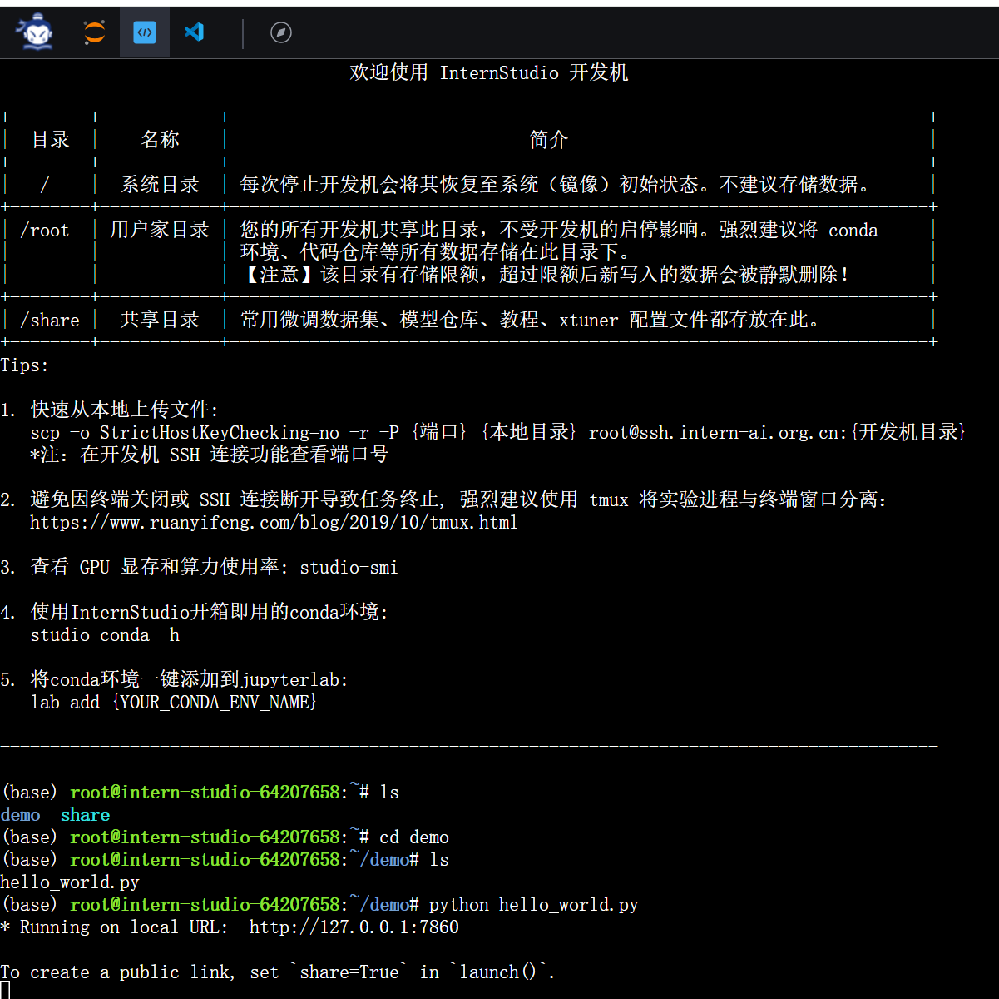 ---------------------------------- 欢迎使用 InternStudio 开发机 ------------------------------
+--------+------------+----------------------------------------------------------------------+
| 目录 | 名称 | 简介 |
+--------+------------+----------------------------------------------------------------------+
| / | 系统目录 | 每次停止开发机会将其恢复至系统（镜像）初始状态。不建议存储数据。 |
+--------+------------+----------------------------------------------------------------------+
| /root | 用户家目录 | 您的所有开发机共享此目录，不受开发机的启停影响。强烈建议将 conda |
| | | 环境、代码仓库等所有数据存储在此目录下。 |
| | | 【注意】该目录有存储限额，超过限额后新写入的数据会被静默删除！ |
+--------+------------+----------------------------------------------------------------------+
| /share | 共享目录 | 常用微调数据集、模型仓库、教程、xtuner 配置文件都存放在此。 |
+--------+------------+----------------------------------------------------------------------+
Tips:
1. 快速从本地上传文件:
scp -o StrictHostKeyChecking=no -r -P {端口} {本地目录} root@ssh.intern-ai.org.cn:{开发机目录}
*注：在开发机 SSH 连接功能查看端口号
2. 避免因终端关闭或 SSH 连接断开导致任务终止, 强烈建议使用 tmux 将实验进程与终端窗口分离：
https://www.ruanyifeng.com/blog/2019/10/tmux.html
3. 查看 GPU 显存和算力使用率: studio-smi
4. 使用InternStudio开箱即用的conda环境:
studio-conda -h
5. 将conda环境一键添加到jupyterlab:
lab add {YOUR_CONDA_ENV_NAME}
----------------------------------------------------------------------------------------------
(base) root@intern-studio-64207658:~# ls
demo share
(base) root@intern-studio-64207658:~# cd demo
(base) root@intern-studio-64207658:~/demo# ls
hello_world.py
(base) root@intern-studio-64207658:~/demo# python hello_world.py
* Running on local URL:  http://127.0.0.1:7860
To create a public link, set `share=True` in `launch()`.